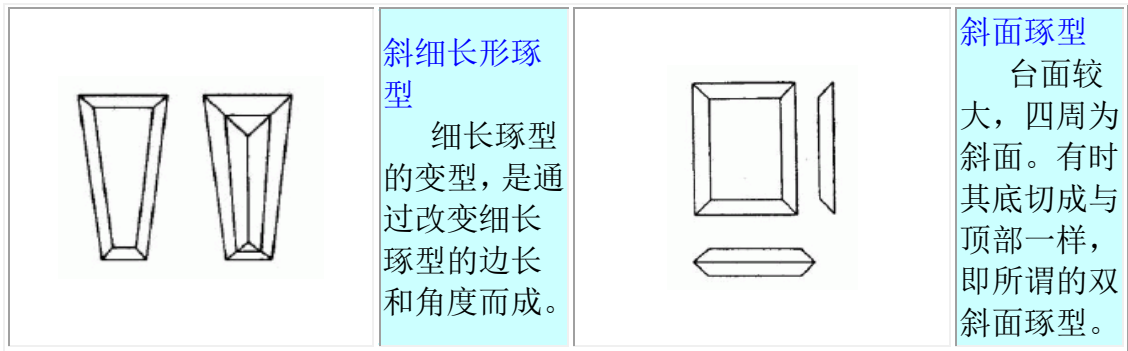 斜细长形琢
型
细长琢型
的变型，是通
过改变细长
琢型的边长
和角度而成。
斜面琢型
台面较
大，四周为
斜面。有时
其底切成与
顶部一样，
即所谓的双
斜面琢型。